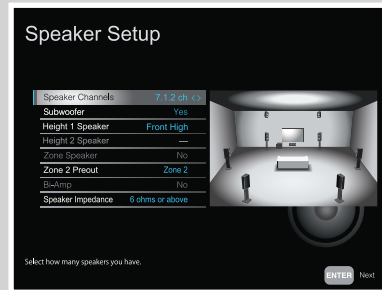 Speaker Setup
Speaker Channels 7.1.2 ch <>
Subwoofer Yes
Height 1 Speaker Front High
Height 2 Speaker ---
Zone Speaker No
Zone 2 Preout Zone 2
Bi-Amp No
Speaker Impedance 6 ohms or above
Select how many speakers you have.
ENTER Next